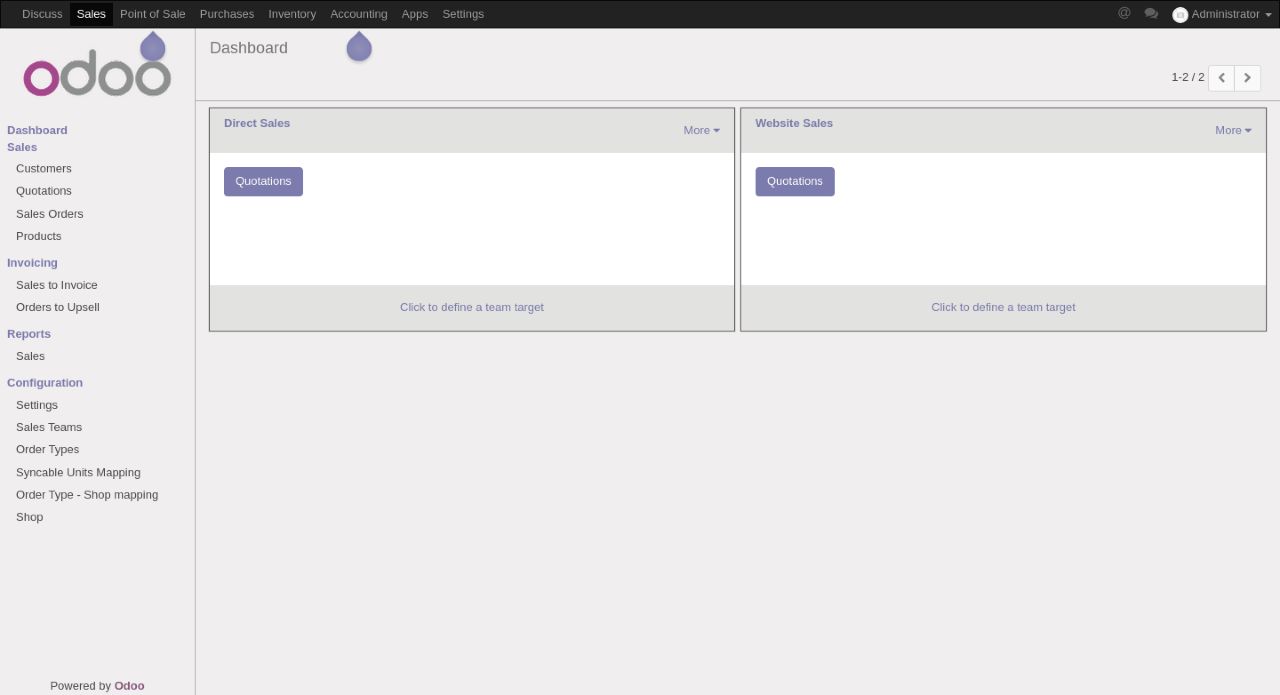 Discuss Sales Point of Sale Purchases Inventory Accounting Apps Settings @ Administrator
odoo
Dashboard
1-2 / 2
Dashboard
Sales
Customers
Quotations
Sales Orders
Products
Invoicing
Sales to Invoice
Orders to Upsell
Reports
Sales
Configuration
Settings
Sales Teams
Order Types
Syncable Units Mapping
Order Type - Shop mapping
Shop
Powered by Odoo
Direct Sales
More
Quotations
Click to define a team target
Website Sales
More
Quotations
Click to define a team target